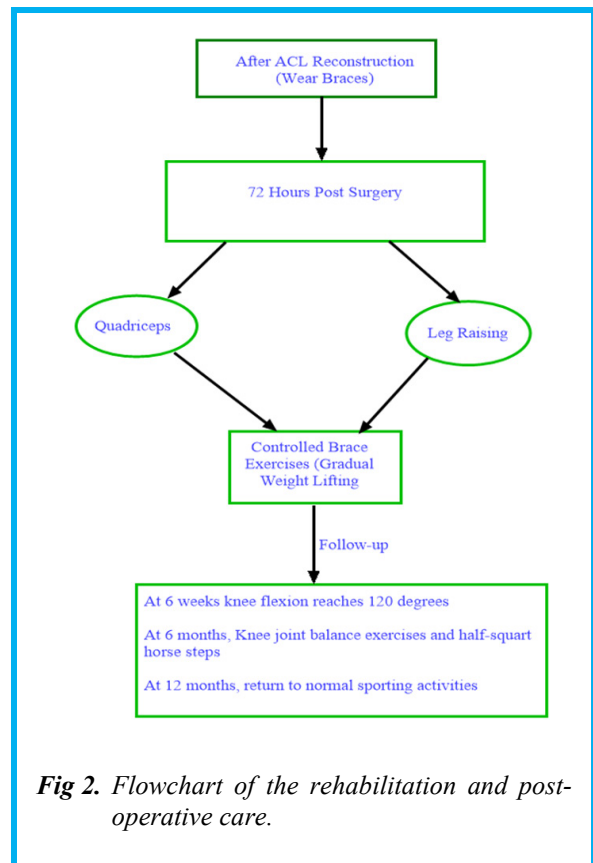 After ACL Reconstruction
(Wear Braces)
72 Hours Post Surgery
Quadriceps
Leg Raising
Controlled Brace
Exercises (Gradual
Weight Lifting
Follow-up
At 6 weeks knee flexion reaches 120 degrees
At 6 months, Knee joint balance exercises and half-squart
horse steps
At 12 months, return to normal sporting activities
Fig 2. Flowchart of the rehabilitation and post-
operative care.